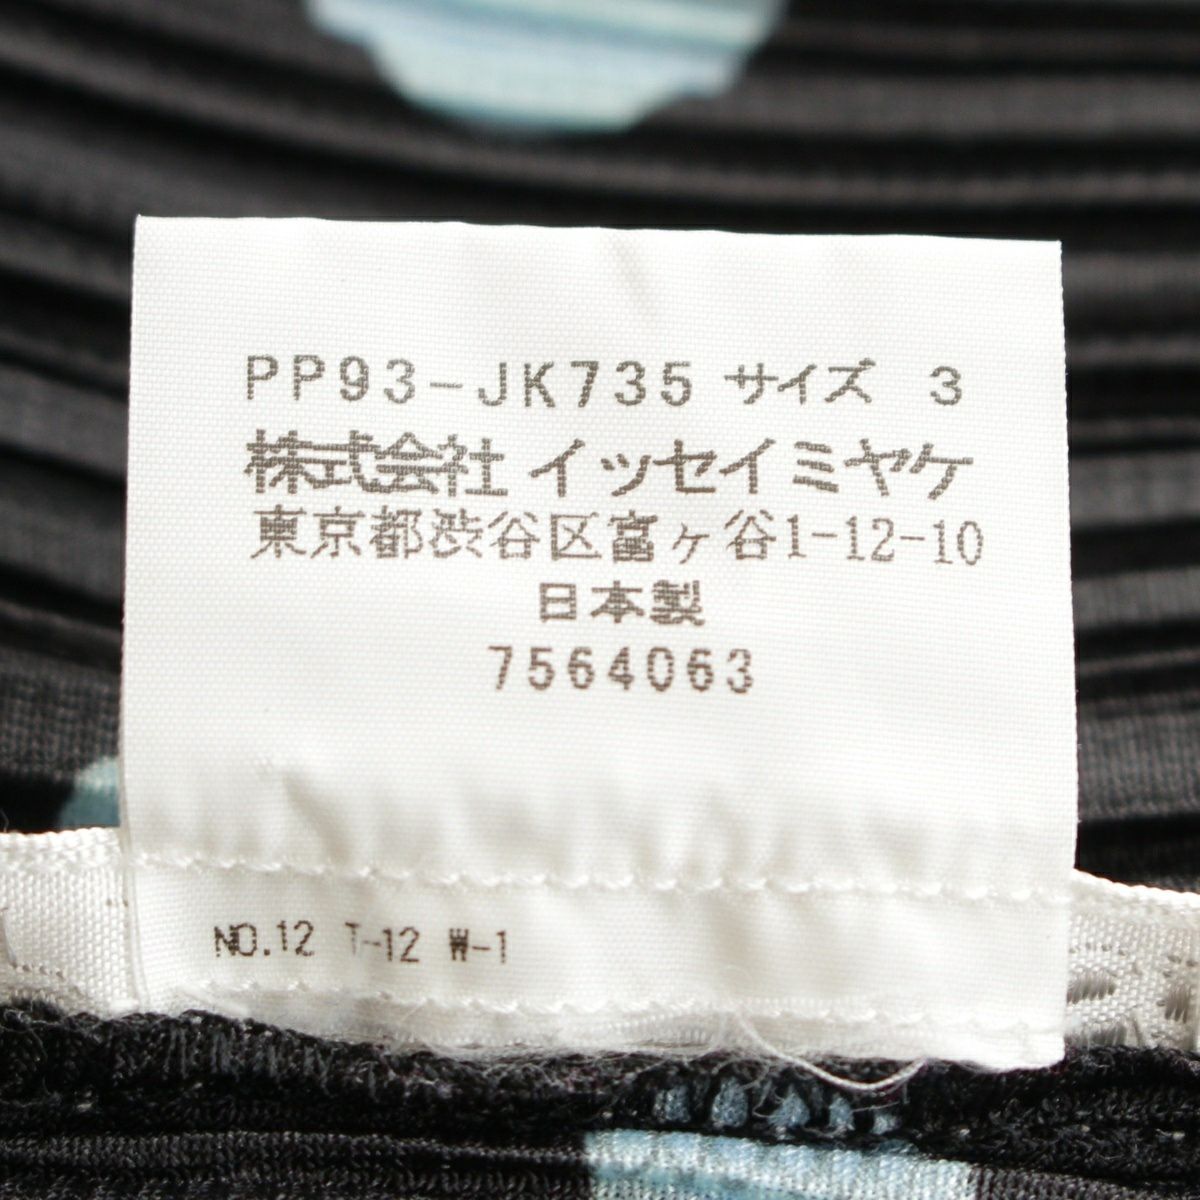 PP93-JK735 サイズ 3
株式会社 イッセイミヤケ
東京都渋谷区富ヶ谷1-12-10
日本製
7564063
NO.12 T-12 W-1